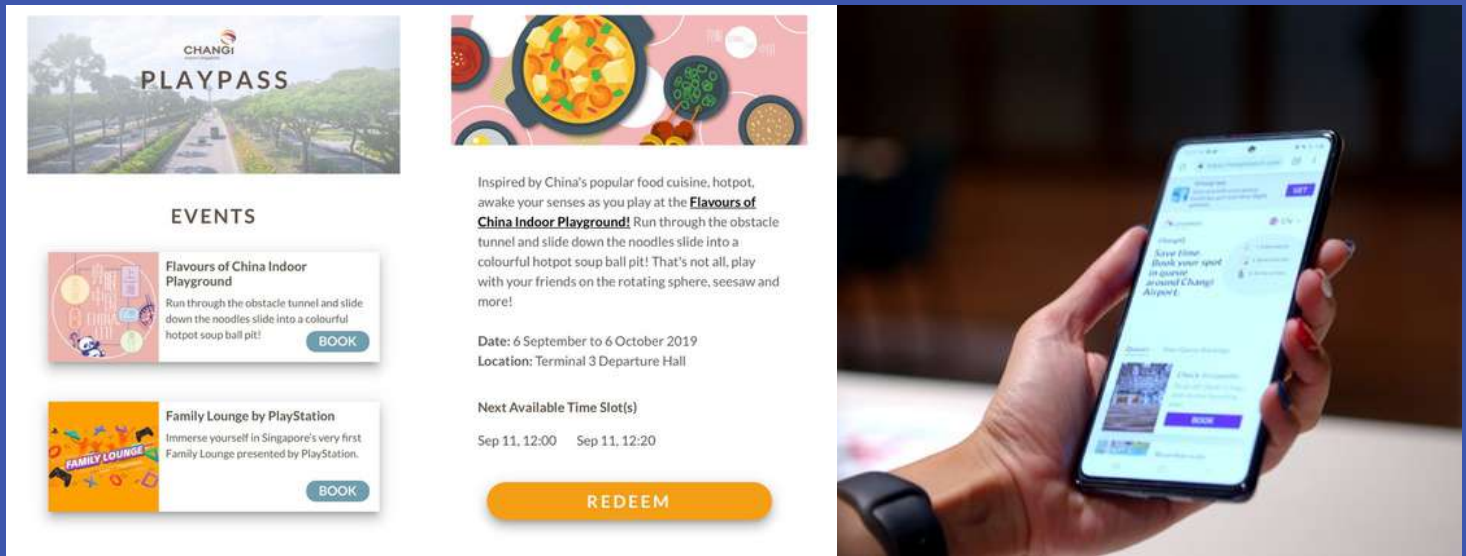 CHANGI
PLAYPASS
EVENTS
Flavours of China Indoor
Playground
Run through the obstacle tunnel and slide
down the noodles slide into a colourful
hotpot soup ball pit!
BOOK
Family Lounge by PlayStation
Immerse yourself in Singapore's very first
Family Lounge presented by PlayStation.
FAMILY LOUNGE
BOOK
Inspired by China's popular food cuisine, hotpot,
awake your senses as you play at the Flavours of
China Indoor Playground! Run through the obstacle
tunnel and slide down the noodles slide into a
colourful hotpot soup ball pit! That's not all, play
with your friends on the rotating sphere, seesaw and
more!
Date: 6 September to 6 October 2019
Location: Terminal 3 Departure Hall
Next Available Time Slot(s)
Sep 11, 12:00 Sep 11, 12:20
REDEEM
GET
Save time.
Book your spot
in queue
around Changi
Airport.
BOOK